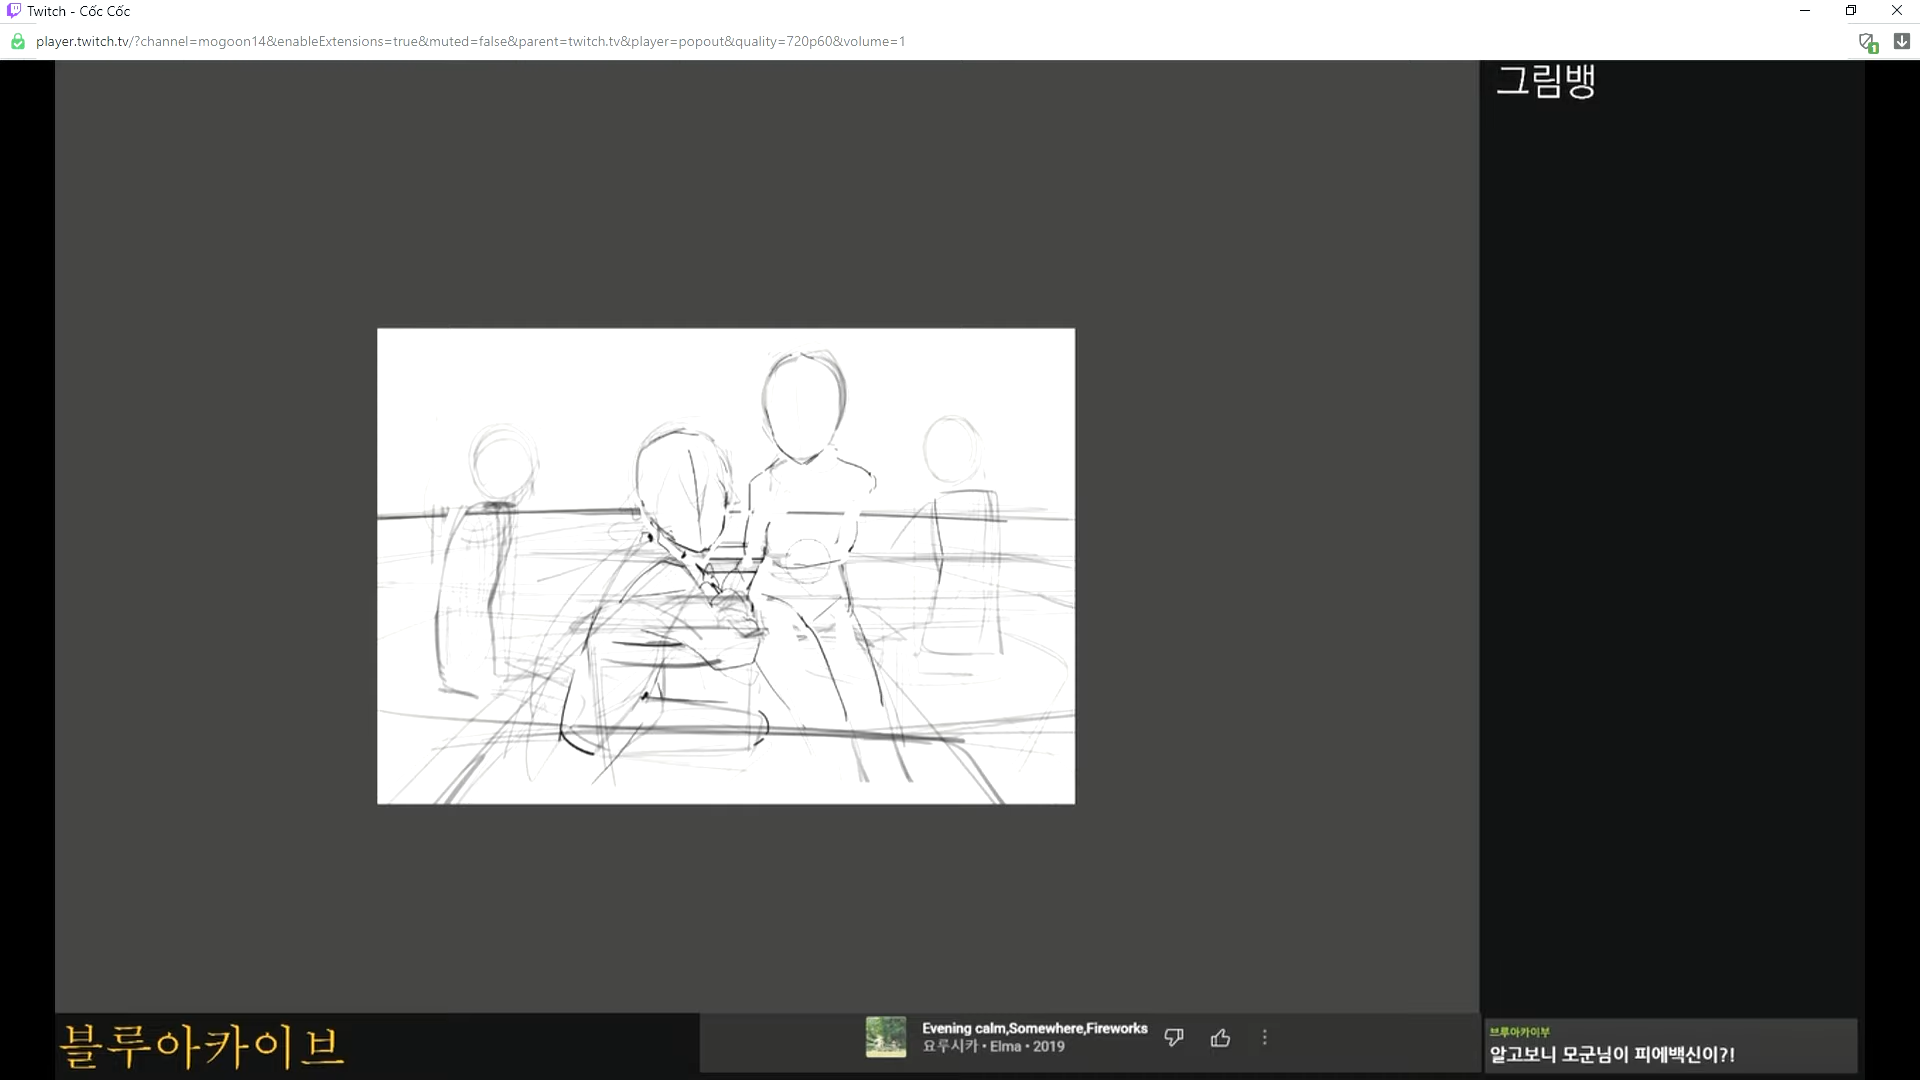 Twitch - Cốc Cốc
player.twitch.tv/?channel=mogoon14&enableExtensions=true&muted=false&parent=twitch.tv&player=popout&quality=720p60&volume=1
1
그림뱅
블루아카이브
Evening calm,Somewhere,Fireworks
요루시카 • Elma • 2019
브루아카이부
알고보니 모군님이 피에백신이?!